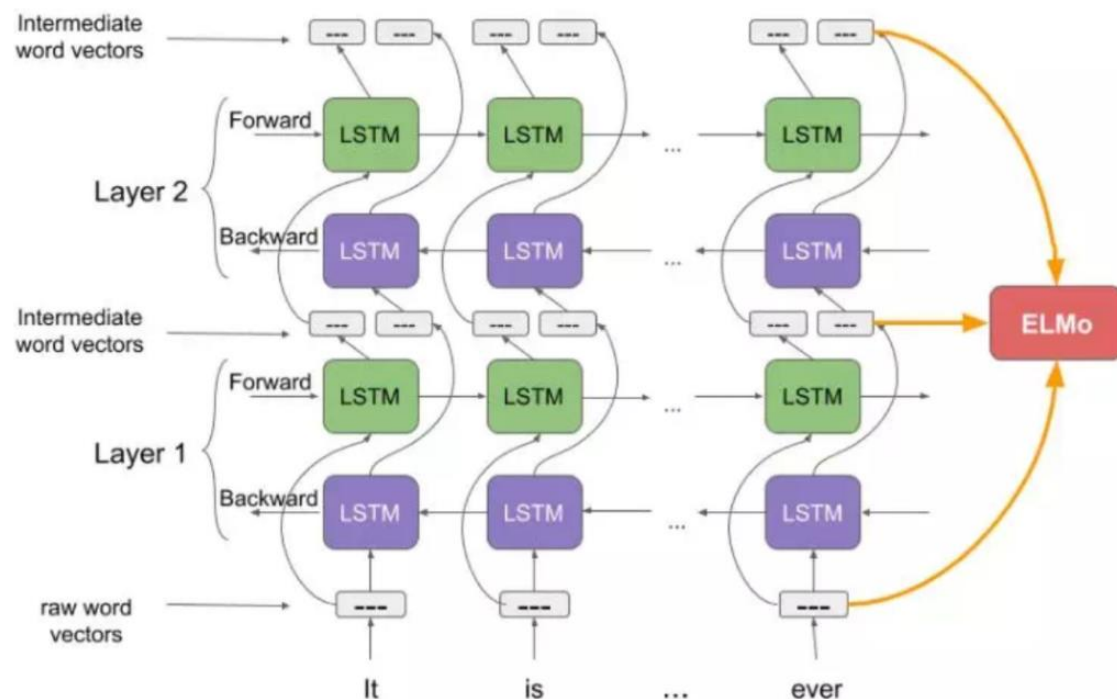 Intermediate
word vectors
--- --- --- --- --- ---
Forward
LSTM LSTM ... LSTM
Layer 2
Backward
LSTM LSTM ... LSTM
Intermediate
word vectors
--- --- --- --- --- ---
ELMo
Forward
LSTM LSTM ... LSTM
Layer 1
Backward
LSTM LSTM ... LSTM
raw word
vectors
--- --- ---
It is ... ever